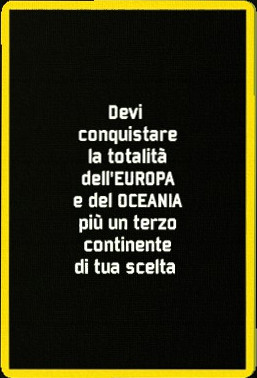 Devi
conquistare
la totalità
dell'EUROPA
e del OCEANIA
più un terzo
continente
di tua scelta